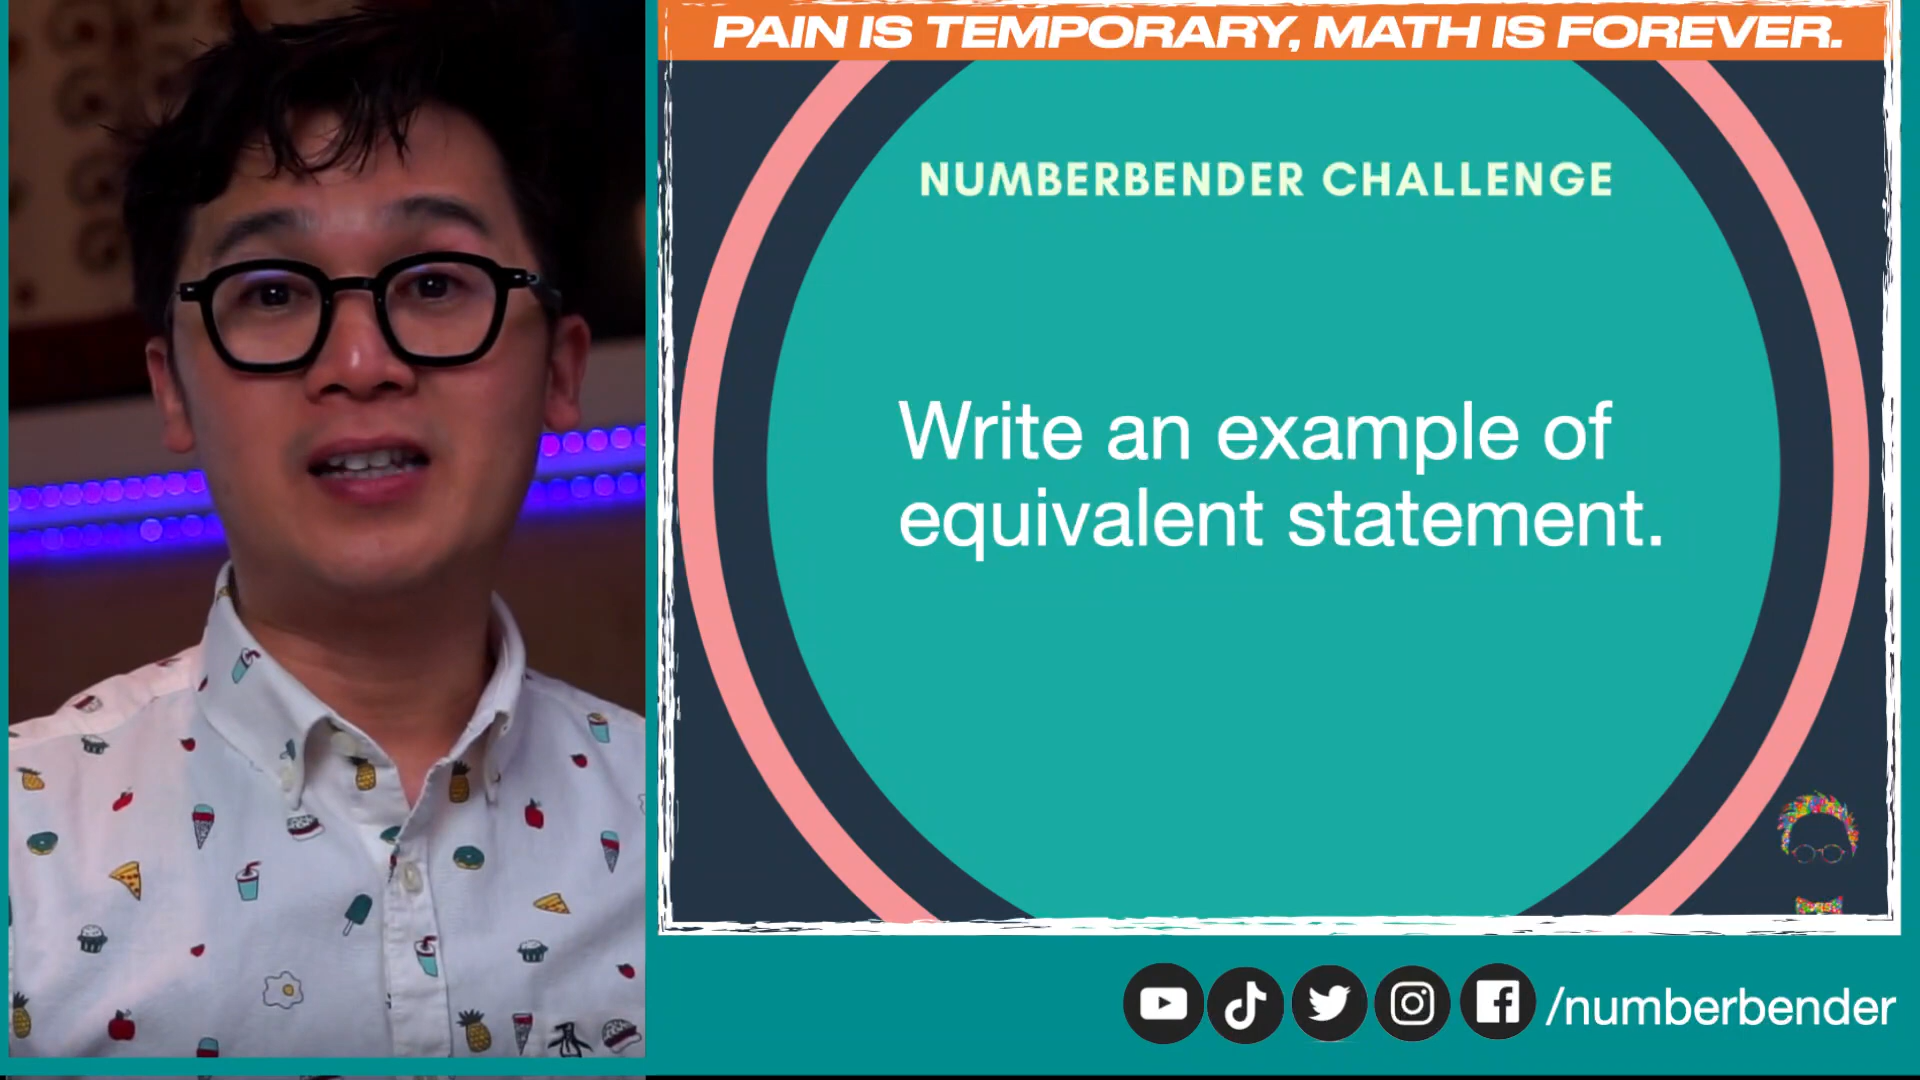 PAIN IS TEMPORARY, MATH IS FOREVER.
NUMBERBENDER CHALLENGE
Write an example of
equivalent statement.
/numberbender